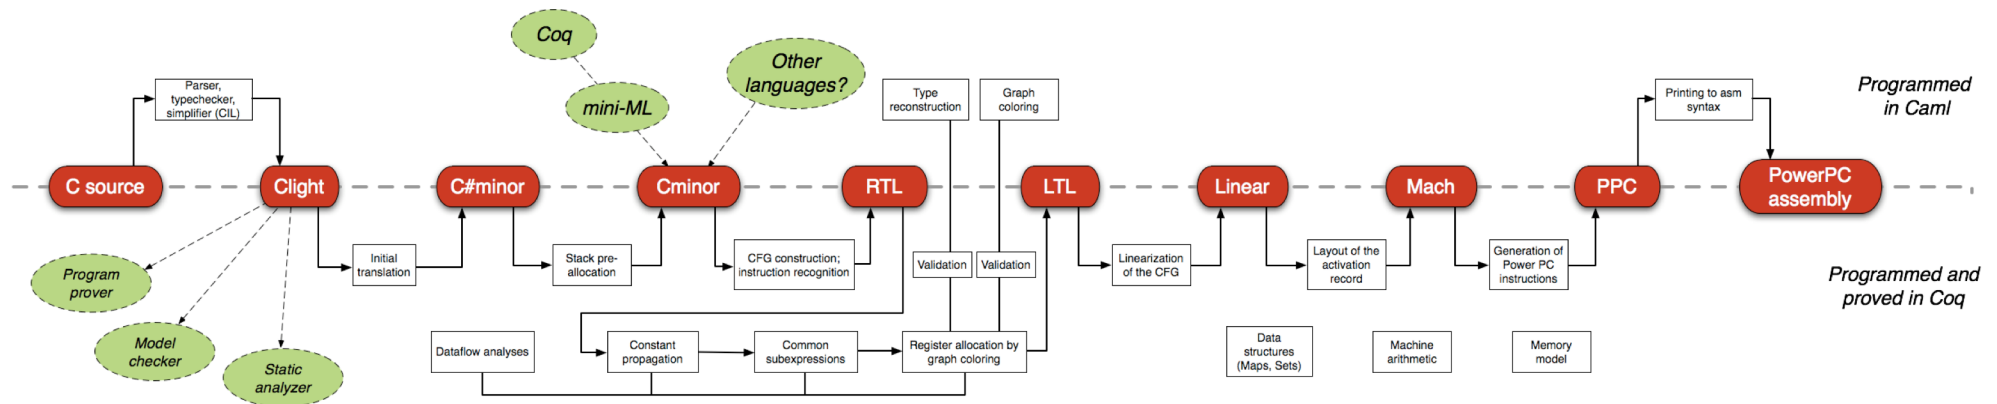 Coq
Other
languages?
mini-ML
Parser,
typechecker,
simplifier (CIL)
Type
reconstruction
Graph
coloring
Printing to asm
syntax
Programmed
in Caml
C source
Clight
C#minor
Cminor
RTL
LTL
Linear
Mach
PPC
PowerPC
assembly
Initial
translation
Stack pre-
allocation
CFG construction;
instruction recognition
Validation
Validation
Linearization
of the CFG
Layout of the
activation
record
Generation of
Power PC
instructions
Programmed and
proved in Coq
Program
prover
Model
checker
Static
analyzer
Dataflow analyses
Constant
propagation
Common
subexpressions
Register allocation by
graph coloring
Data
structures
(Maps, Sets)
Machine
arithmetic
Memory
model